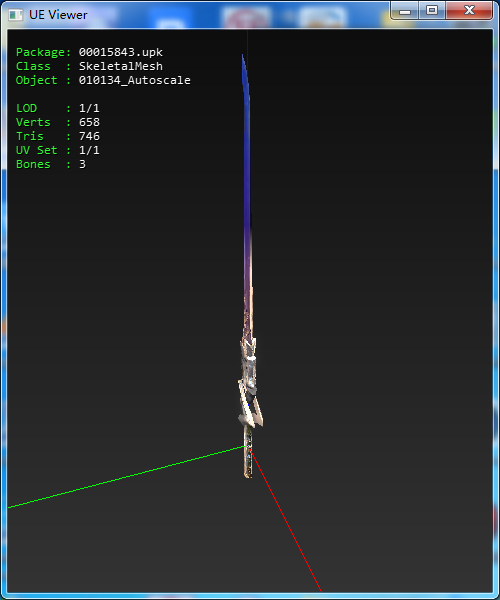 UE Viewer
Package: 00015843.upk
Class : SkeletalMesh
Object : 010134_Autoscale
LOD : 1/1
Verts : 658
Tris : 746
UV Set : 1/1
Bones : 3